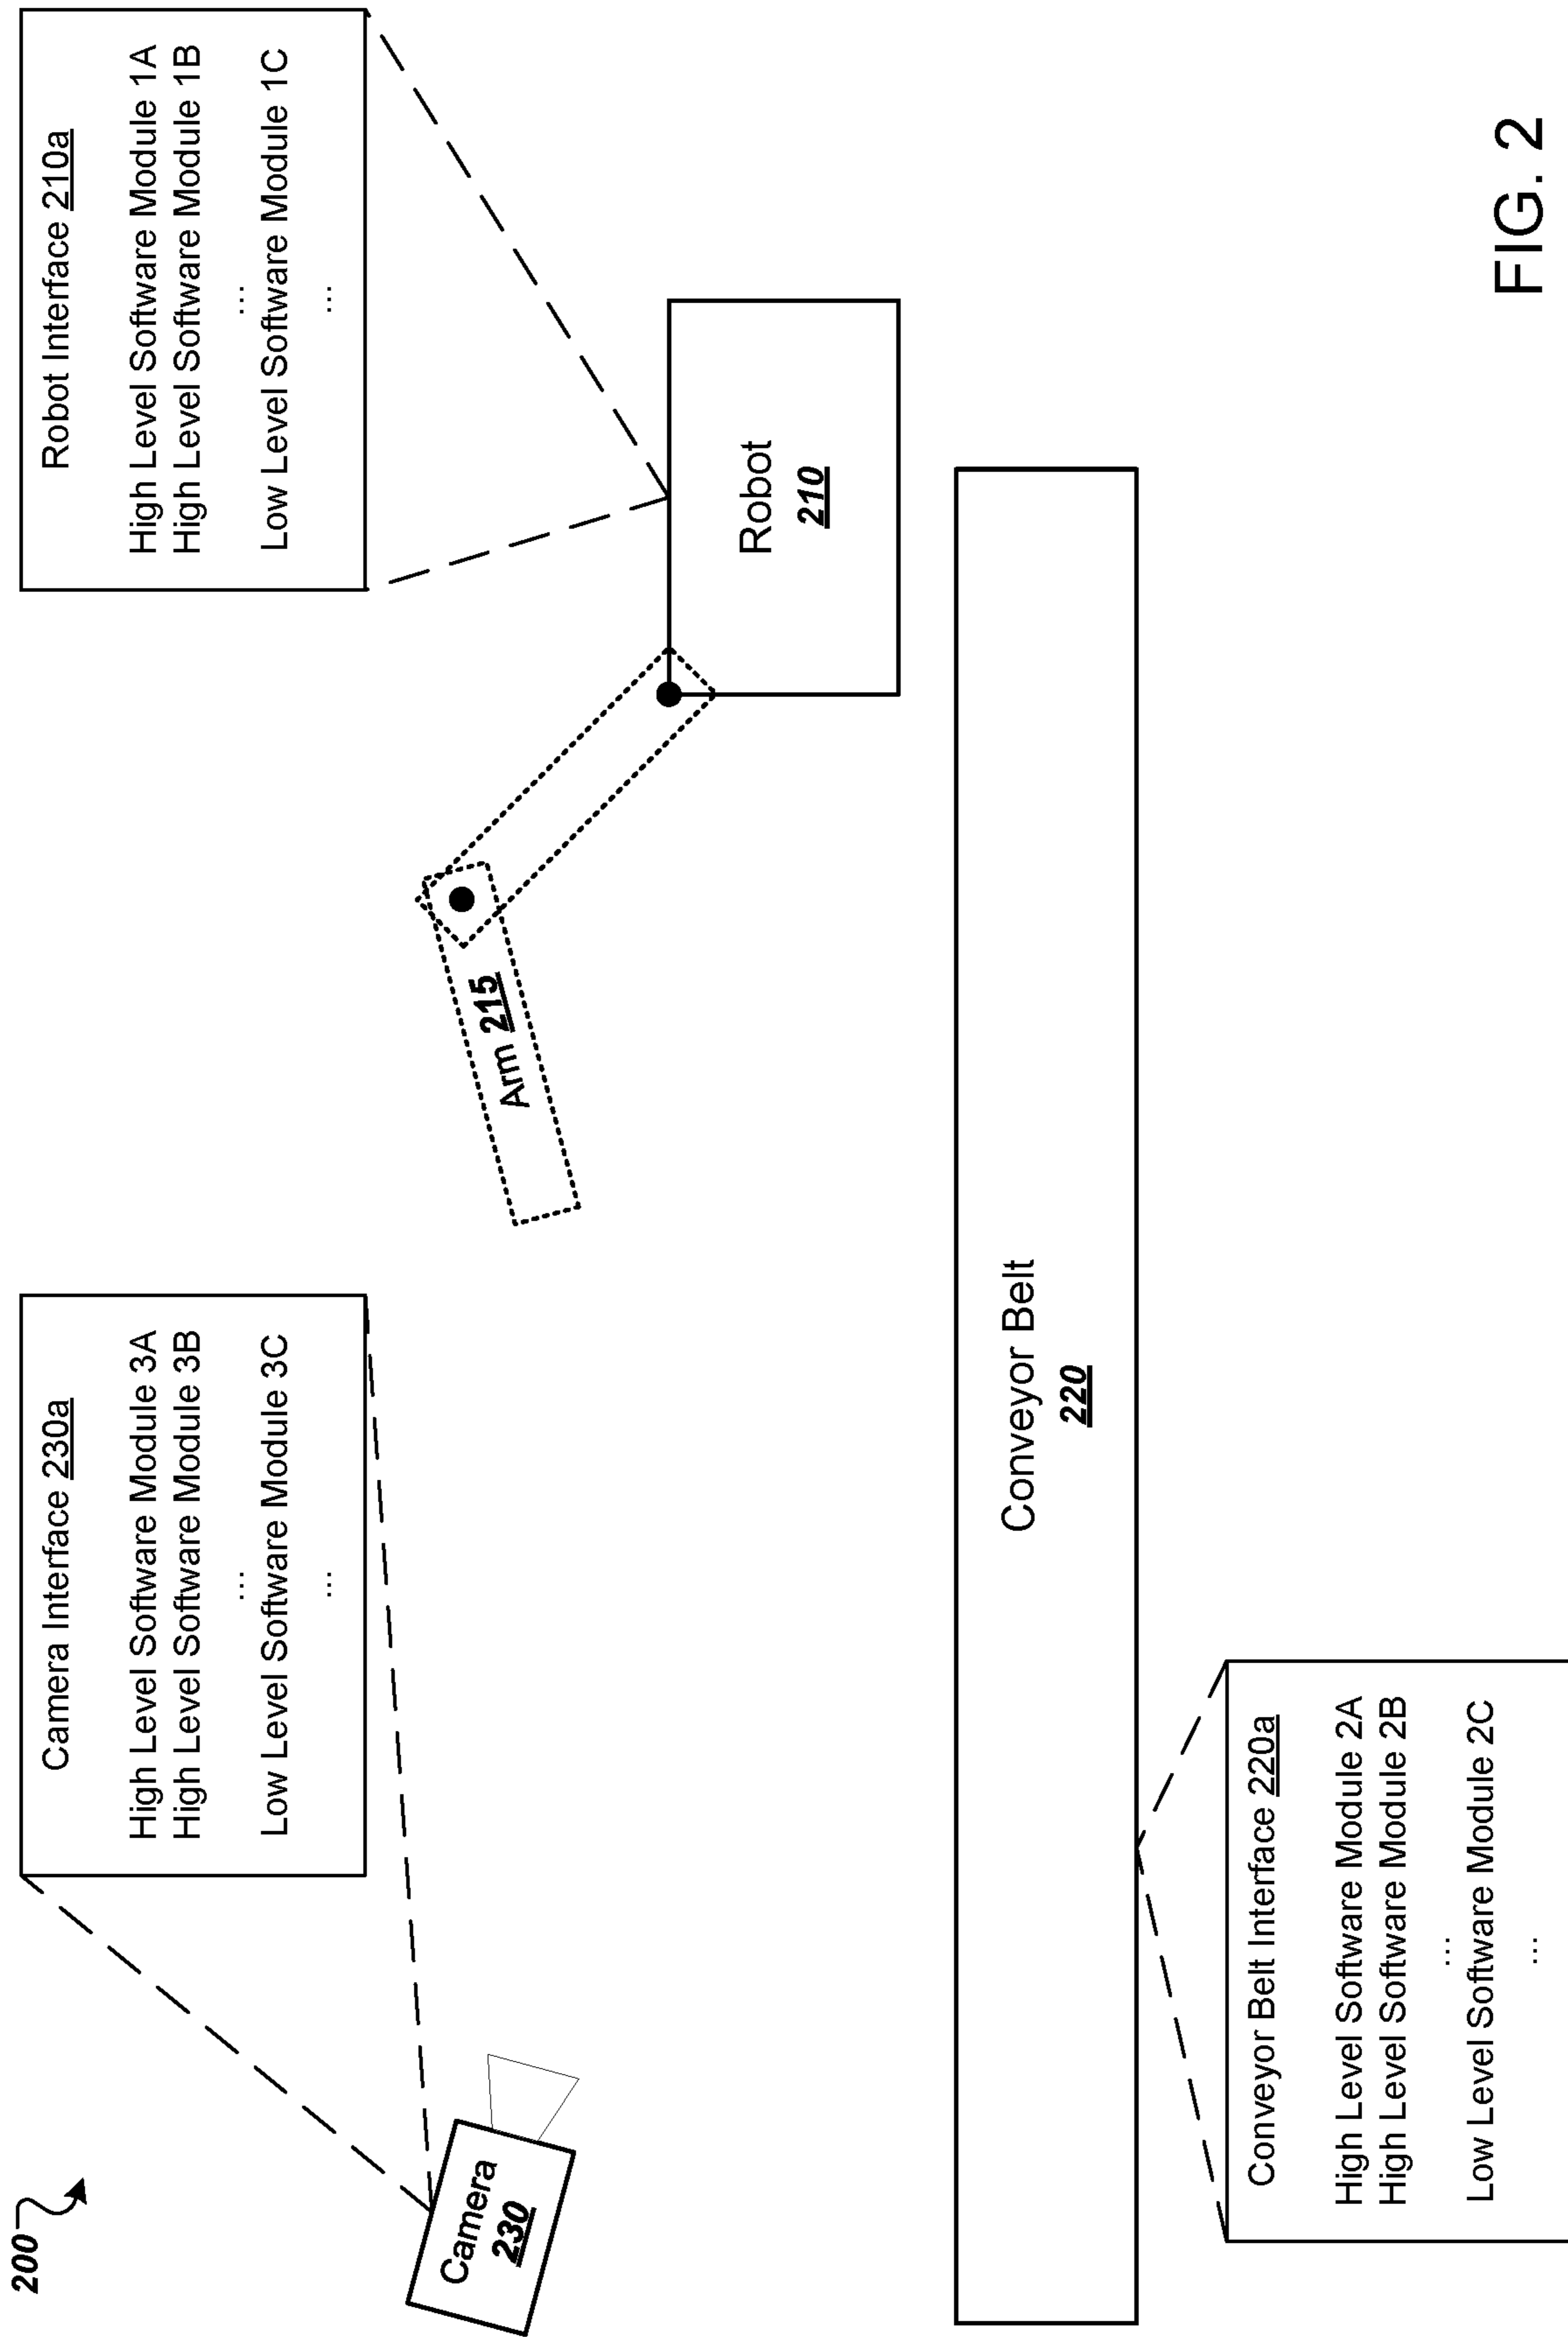 200
Camera Interface 230a
High Level Software Module 3A
High Level Software Module 3B
...
Low Level Software Module 3C
...
Robot Interface 210a
High Level Software Module 1A
High Level Software Module 1B
...
Low Level Software Module 1C
...
Camera
230
Arm 215
Robot
210
Conveyor Belt
220
Conveyor Belt Interface 220a
High Level Software Module 2A
High Level Software Module 2B
...
Low Level Software Module 2C
...
FIG. 2